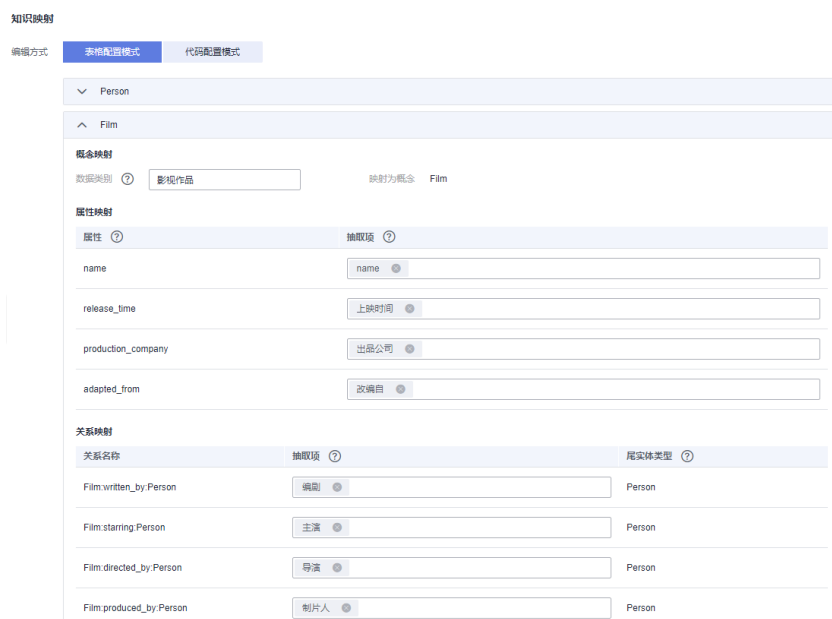 知识映射
编辑方式 表格配置模式 代码配置模式
Person
Film
概念映射
数据类别 ? 影视作品 映射为概念 Film
属性映射
属性 ? 抽取项 ?
name name
release_time 上映时间
production_company 出品公司
adapted_from 改编自
关系映射
关系名称 抽取项 ? 尾实体类型 ?
Film:written_by:Person 编剧 Person
Film:starring:Person 主演 Person
Film:directed_by:Person 导演 Person
Film:produced_by:Person 制片人 Person